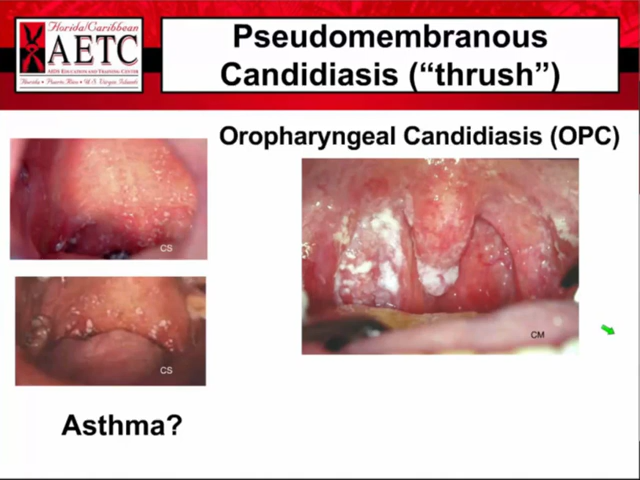 Florida/Caribbean
AETC
AIDS EDUCATION AND TRAINING CENTER
Florida • Puerto Rico • U.S. Virgin Islands
Pseudomembranous
Candidiasis (“thrush”)
Oropharyngeal Candidiasis (OPC)
CS
CS
CM
Asthma?